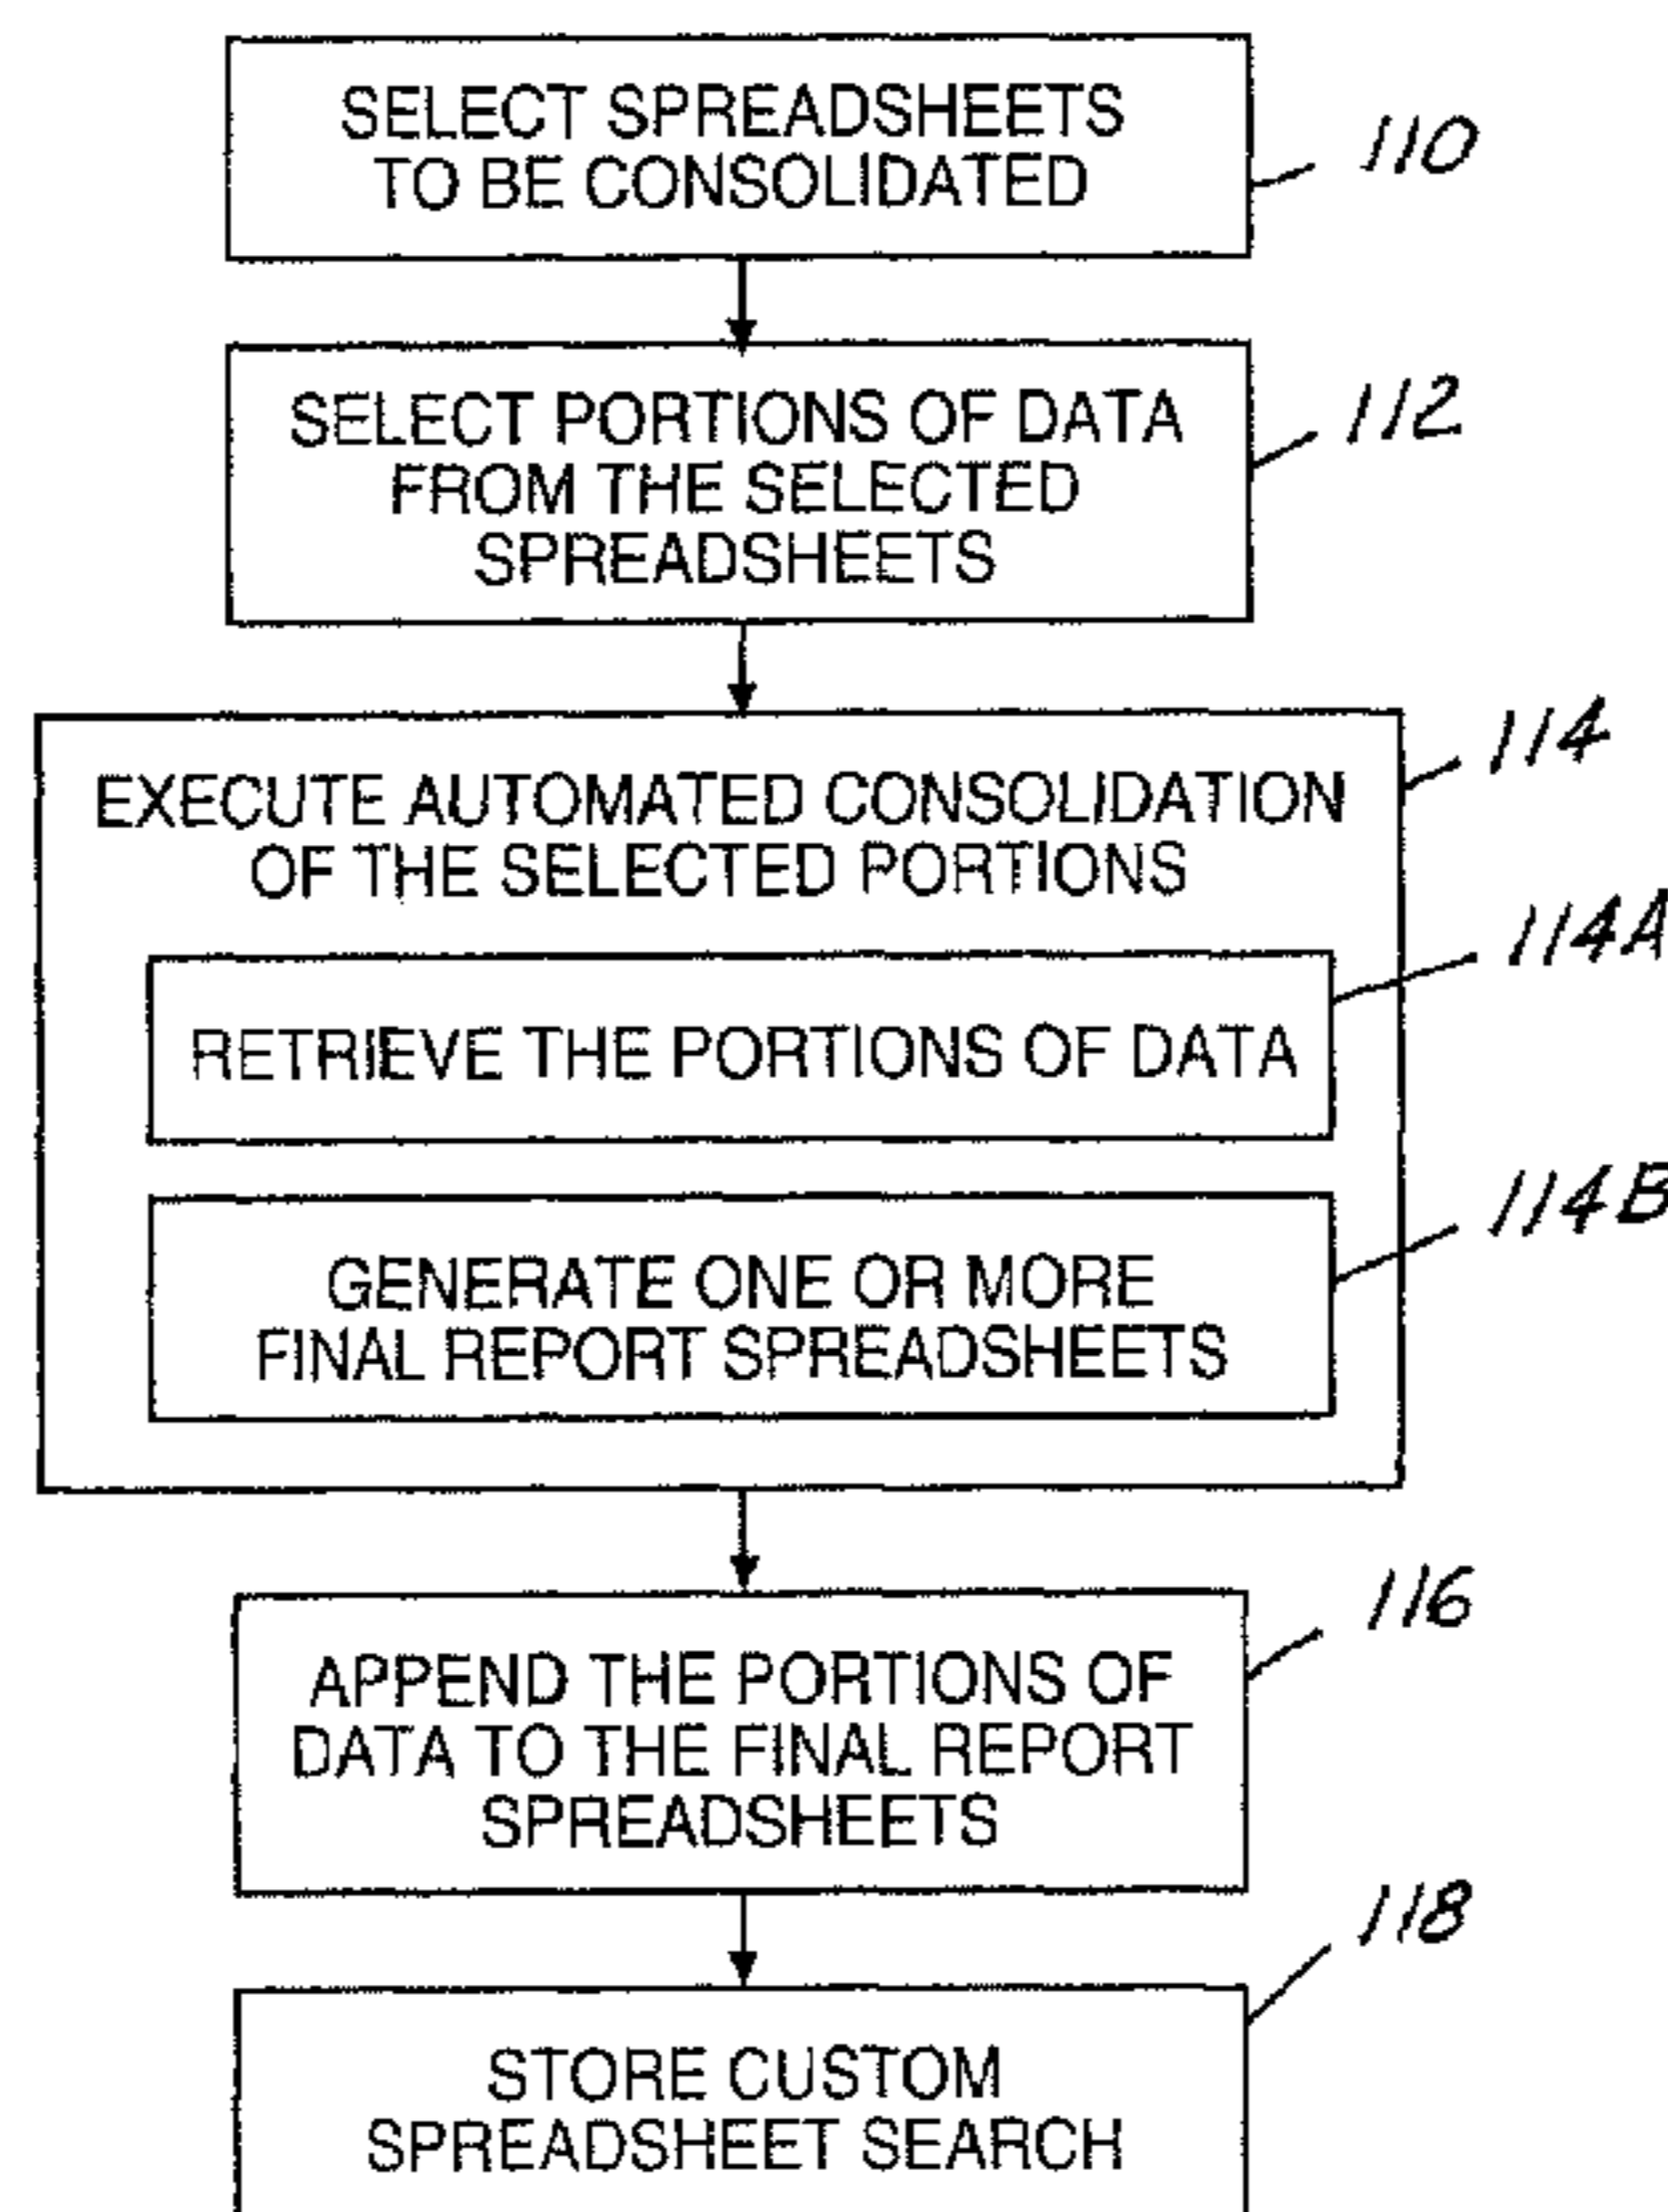 SELECT SPREADSHEETS
TO BE CONSOLIDATED
110
SELECT PORTIONS OF DATA
FROM THE SELECTED
SPREADSHEETS
112
EXECUTE AUTOMATED CONSOLIDATION
OF THE SELECTED PORTIONS
114
RETRIEVE THE PORTIONS OF DATA
114A
GENERATE ONE OR MORE
FINAL REPORT SPREADSHEETS
114B
APPEND THE PORTIONS OF
DATA TO THE FINAL REPORT
SPREADSHEETS
116
STORE CUSTOM
SPREADSHEET SEARCH
118